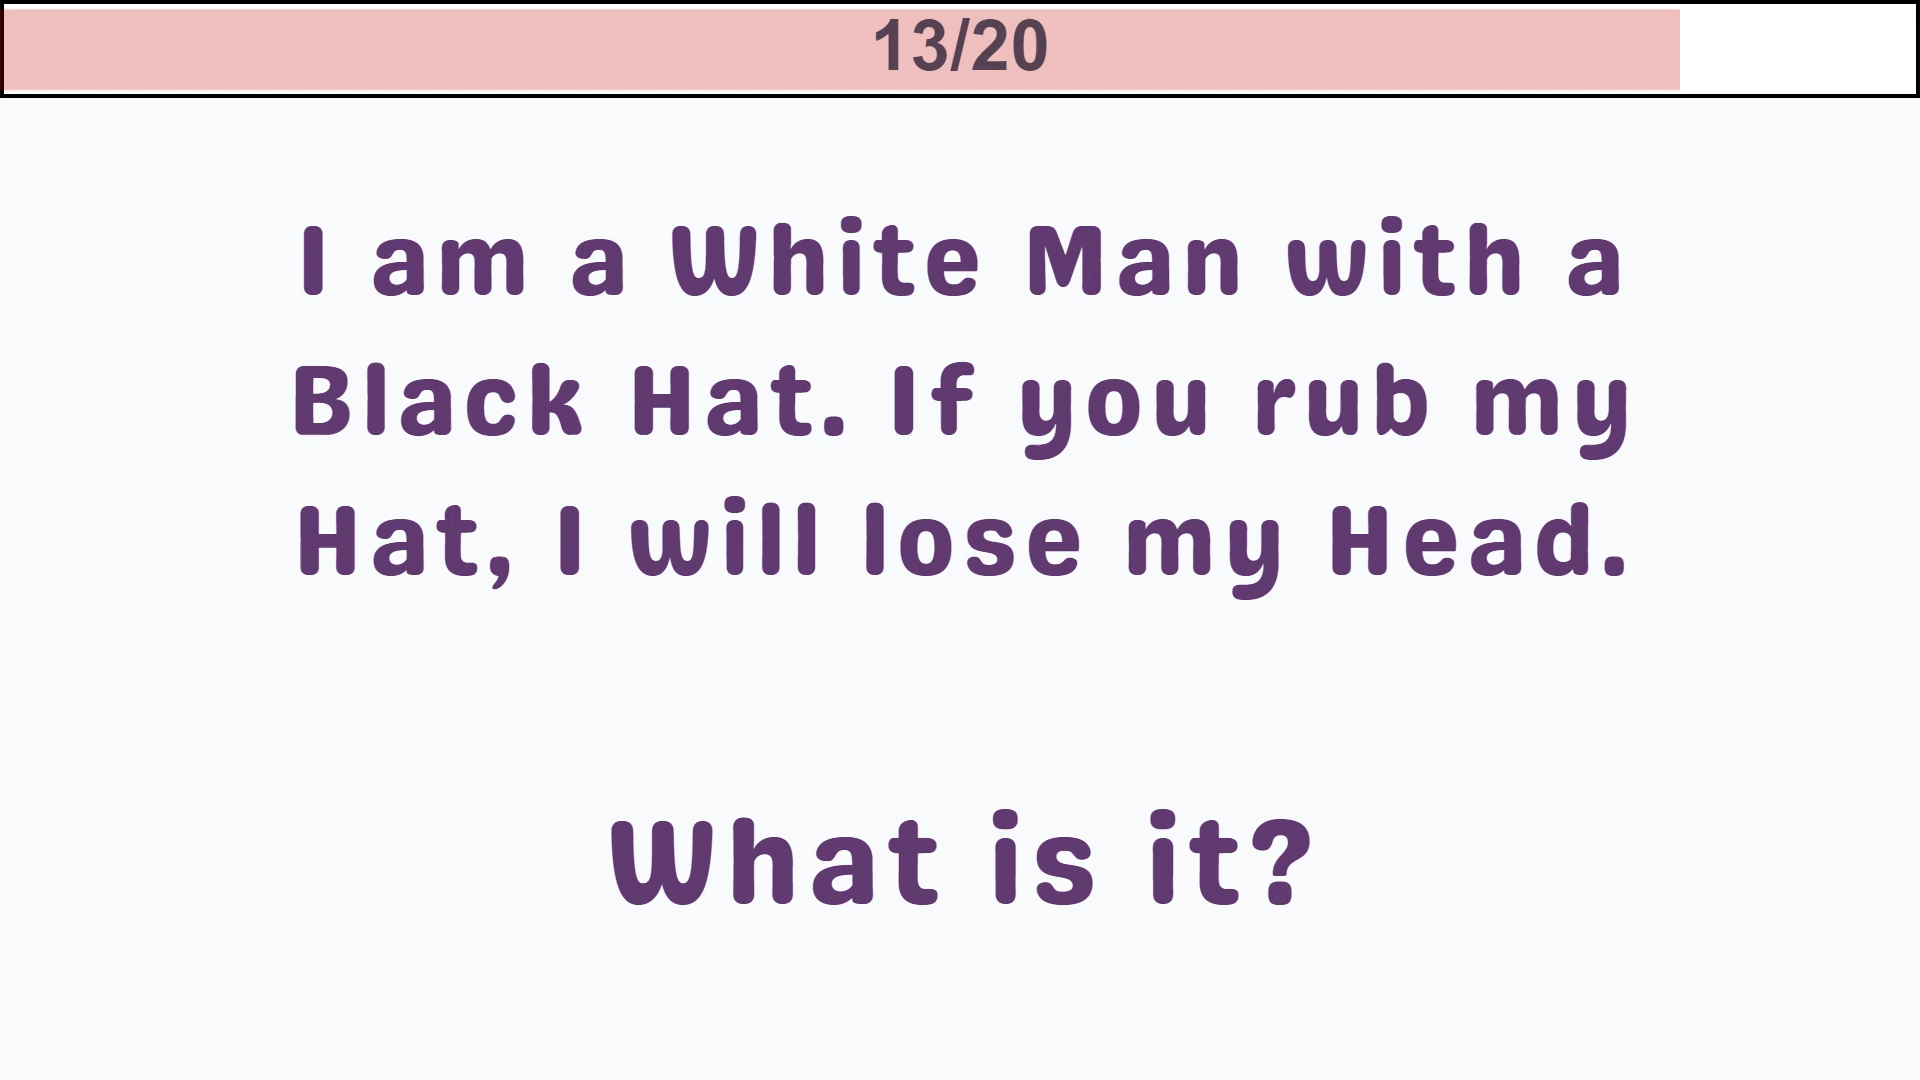 13/20
I am a White Man with a
Black Hat. If you rub my
Hat, I will lose my Head.
What is it?